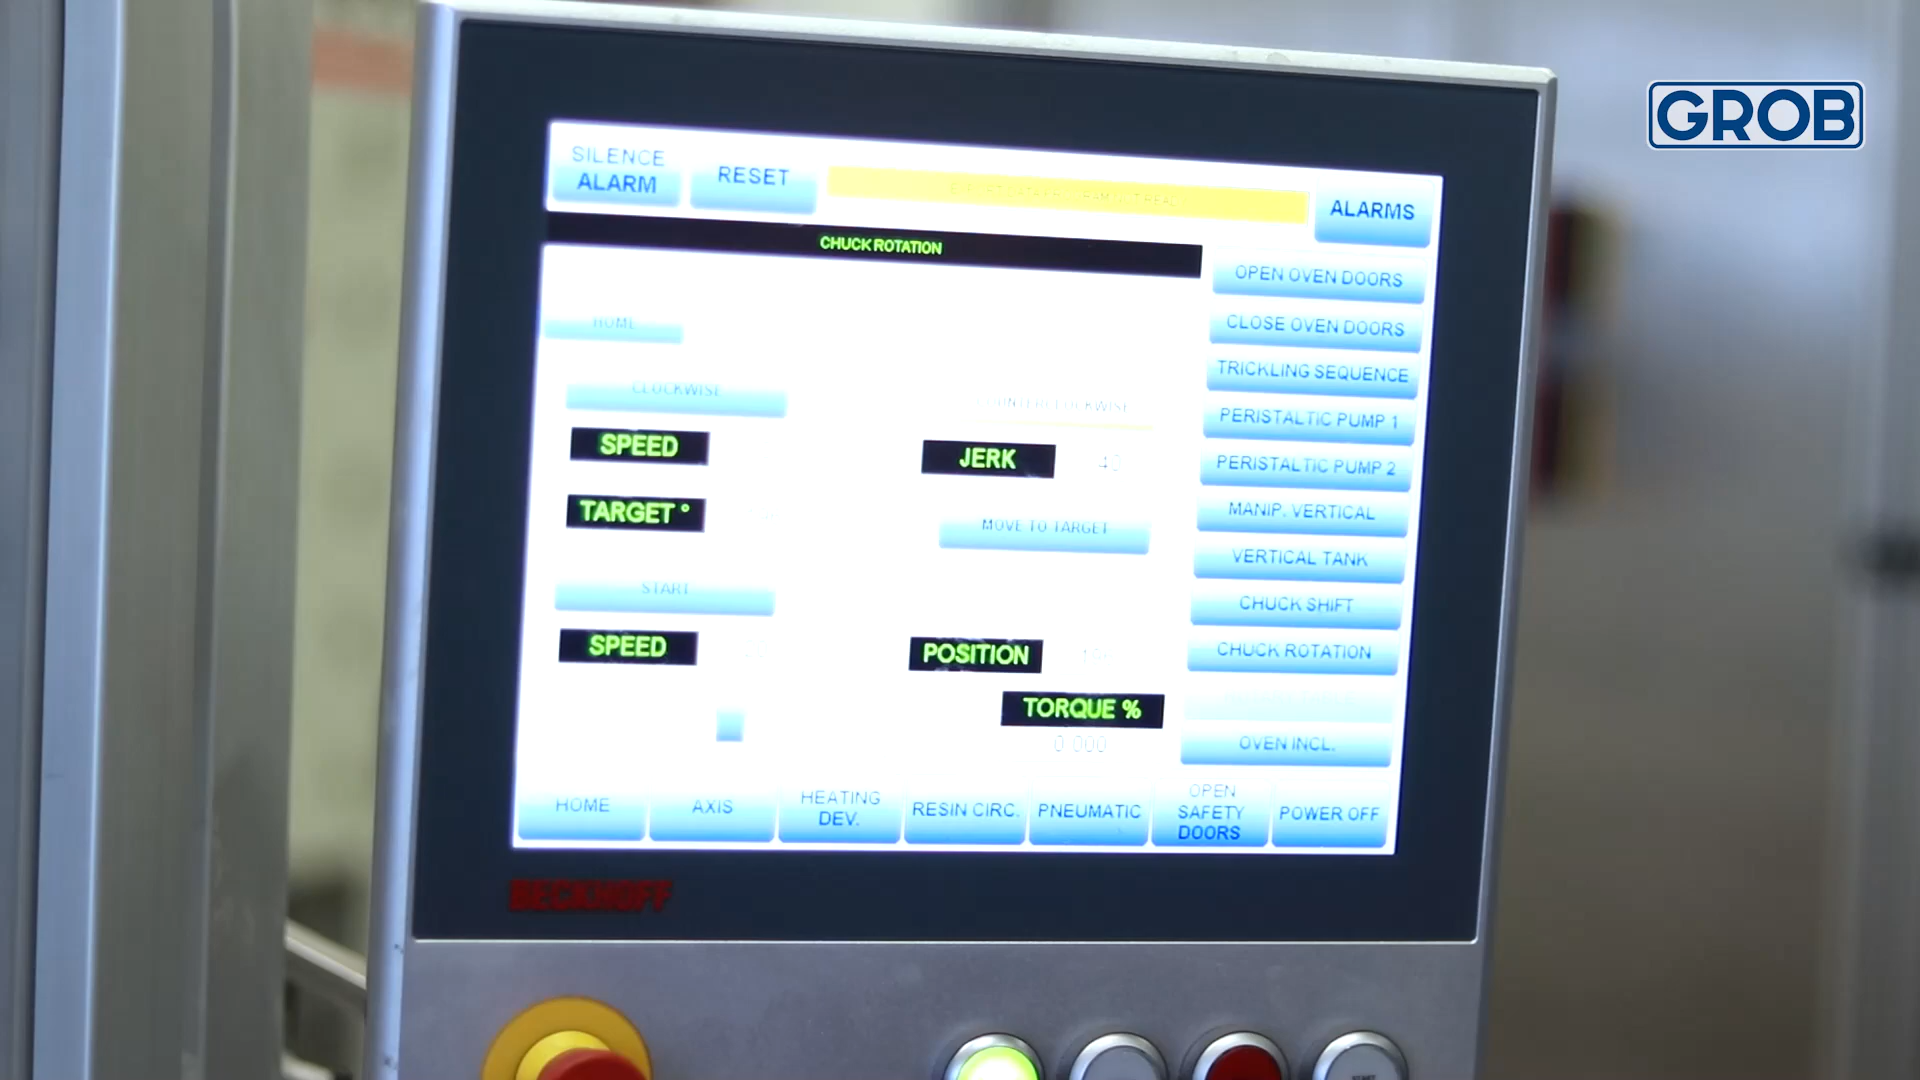 GROB
SILENCE
ALARM
RESET
ALARMS
CHUCK ROTATION
OPEN OVEN DOORS
HOME
CLOSE OVEN DOORS
TRICKLING SEQUENCE
CLOCKWISE
COUNTERCLOCKWISE
PERISTALTIC PUMP 1
SPEED
JERK
40
PERISTALTIC PUMP 2
TARGET °
MOVE TO TARGET
MANIP. VERTICAL
VERTICAL TANK
START
CHUCK SHIFT
SPEED
POSITION
CHUCK ROTATION
TORQUE %
0.000
OVEN INCL.
HOME
AXIS
HEATING
DEV.
RESIN CIRC.
PNEUMATIC
OPEN
SAFETY
DOORS
POWER OFF
BECKHOFF